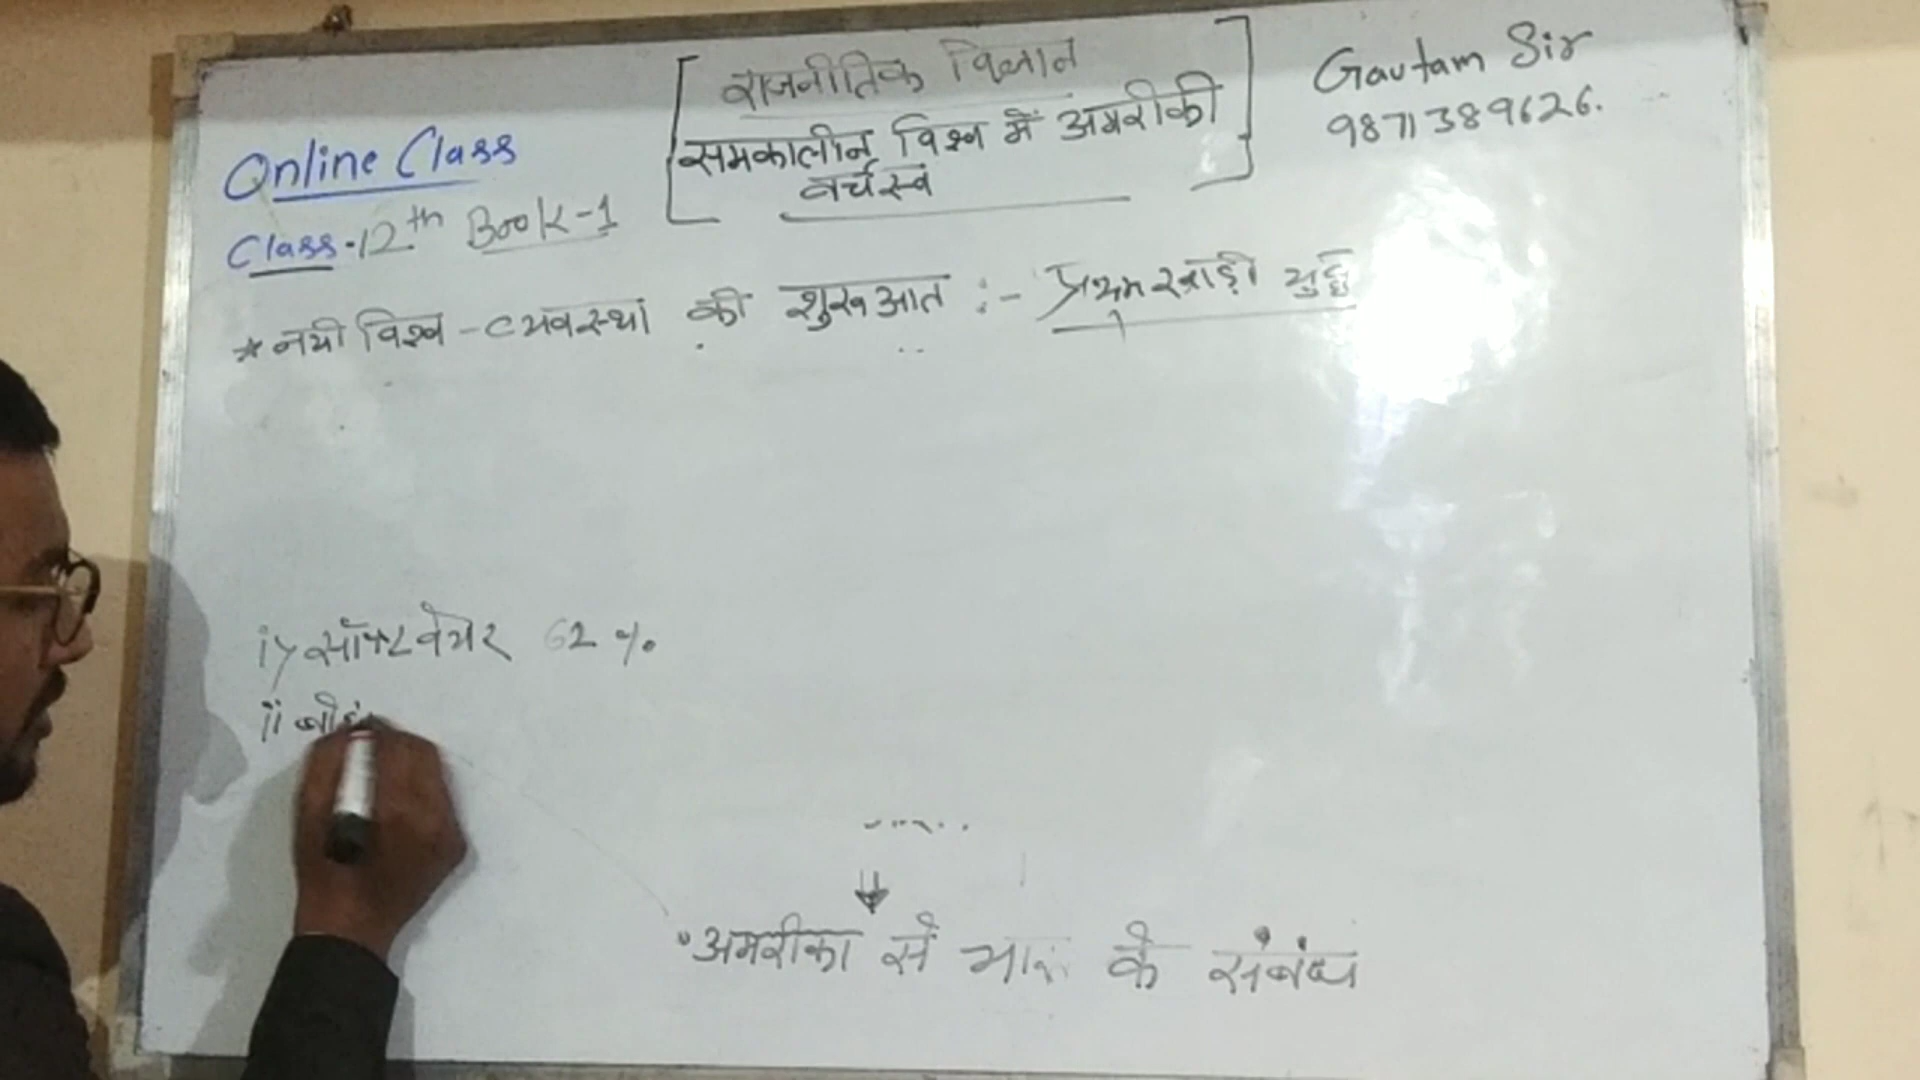 राजनीतिक विज्ञान
समकालीन विश्व में अमरीकी
वर्चस्व
Gautam Sir
9871389626.
Online Class
Class-12th Book-1
* नयी विश्व-व्यवस्था की शुरूआत :- प्रथम खाड़ी युद्ध
i) सॉफ्टवेयर 62%
ii
• अमरीका से के संबंध